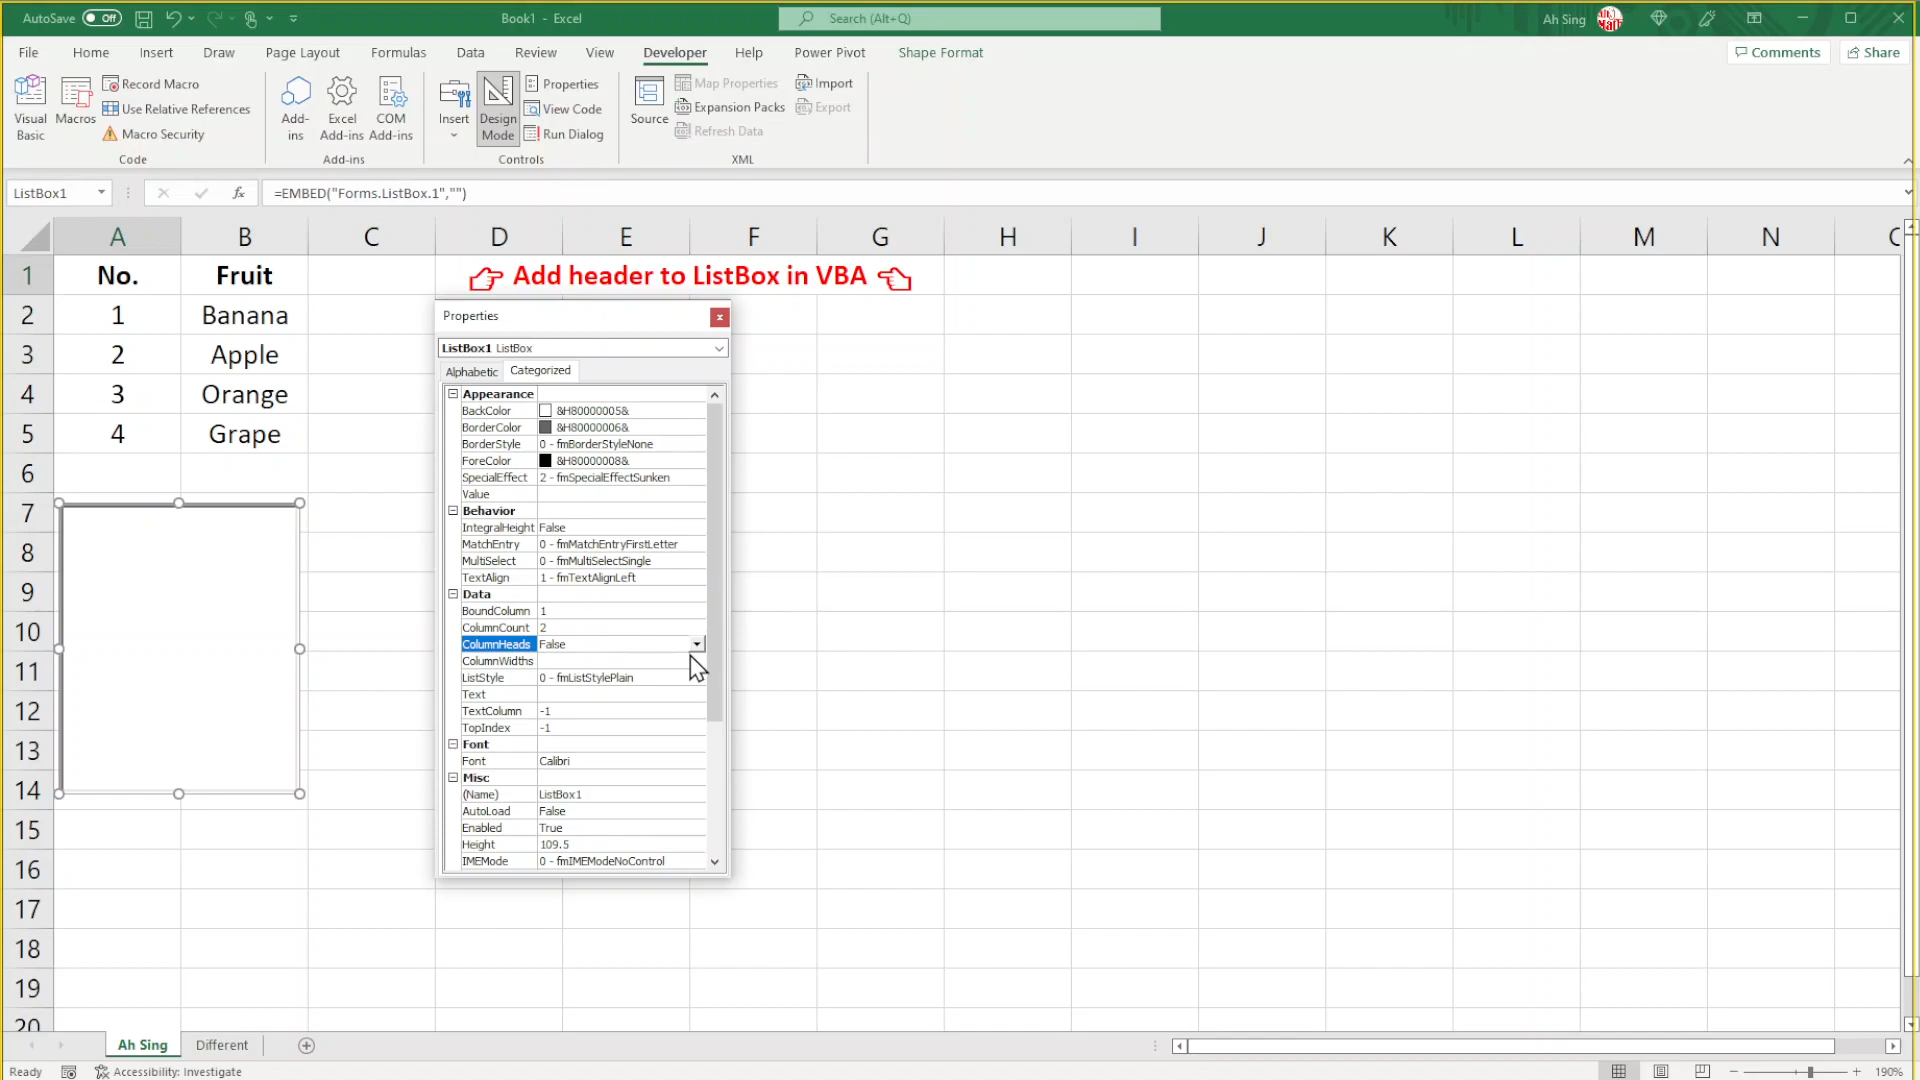 AutoSave Off Book1 - Excel Search (Alt+Q) Ah Sing
File Home Insert Draw Page Layout Formulas Data Review View Developer Help Power Pivot Shape Format Comments Share
Visual Basic
Macros
Record Macro
Use Relative References
Macro Security
Code
Add-ins
Excel Add-ins
COM Add-ins
Add-ins
Insert
Design Mode
Properties
View Code
Run Dialog
Controls
Source
Map Properties
Expansion Packs
Refresh Data
Import
Export
XML
ListBox1 fx =EMBED("Forms.ListBox.1","")
A B C D E F G H I J K L M N
1 No. Fruit Add header to ListBox in VBA
2 1 Banana
3 2 Apple
4 3 Orange
5 4 Grape
6
7
8
9
10
11
12
13
14
15
16
17
18
19
20
Properties
ListBox1 ListBox
Alphabetic Categorized
Appearance
BackColor &H80000005&
BorderColor &H80000006&
BorderStyle 0 - fmBorderStyleNone
ForeColor &H80000008&
SpecialEffect 2 - fmSpecialEffectSunken
Value
Behavior
IntegralHeight False
MatchEntry 0 - fmMatchEntryFirstLetter
MultiSelect 0 - fmMultiSelectSingle
TextAlign 1 - fmTextAlignLeft
Data
BoundColumn 1
ColumnCount 2
ColumnHeads False
ColumnWidths
ListStyle 0 - fmListStylePlain
Text
TextColumn -1
TopIndex -1
Font
Font Calibri
Misc
(Name) ListBox1
AutoLoad False
Enabled True
Height 109.5
IMEMode 0 - fmIMEModeNoControl
Ah Sing Different
Ready Accessibility: Investigate 190%